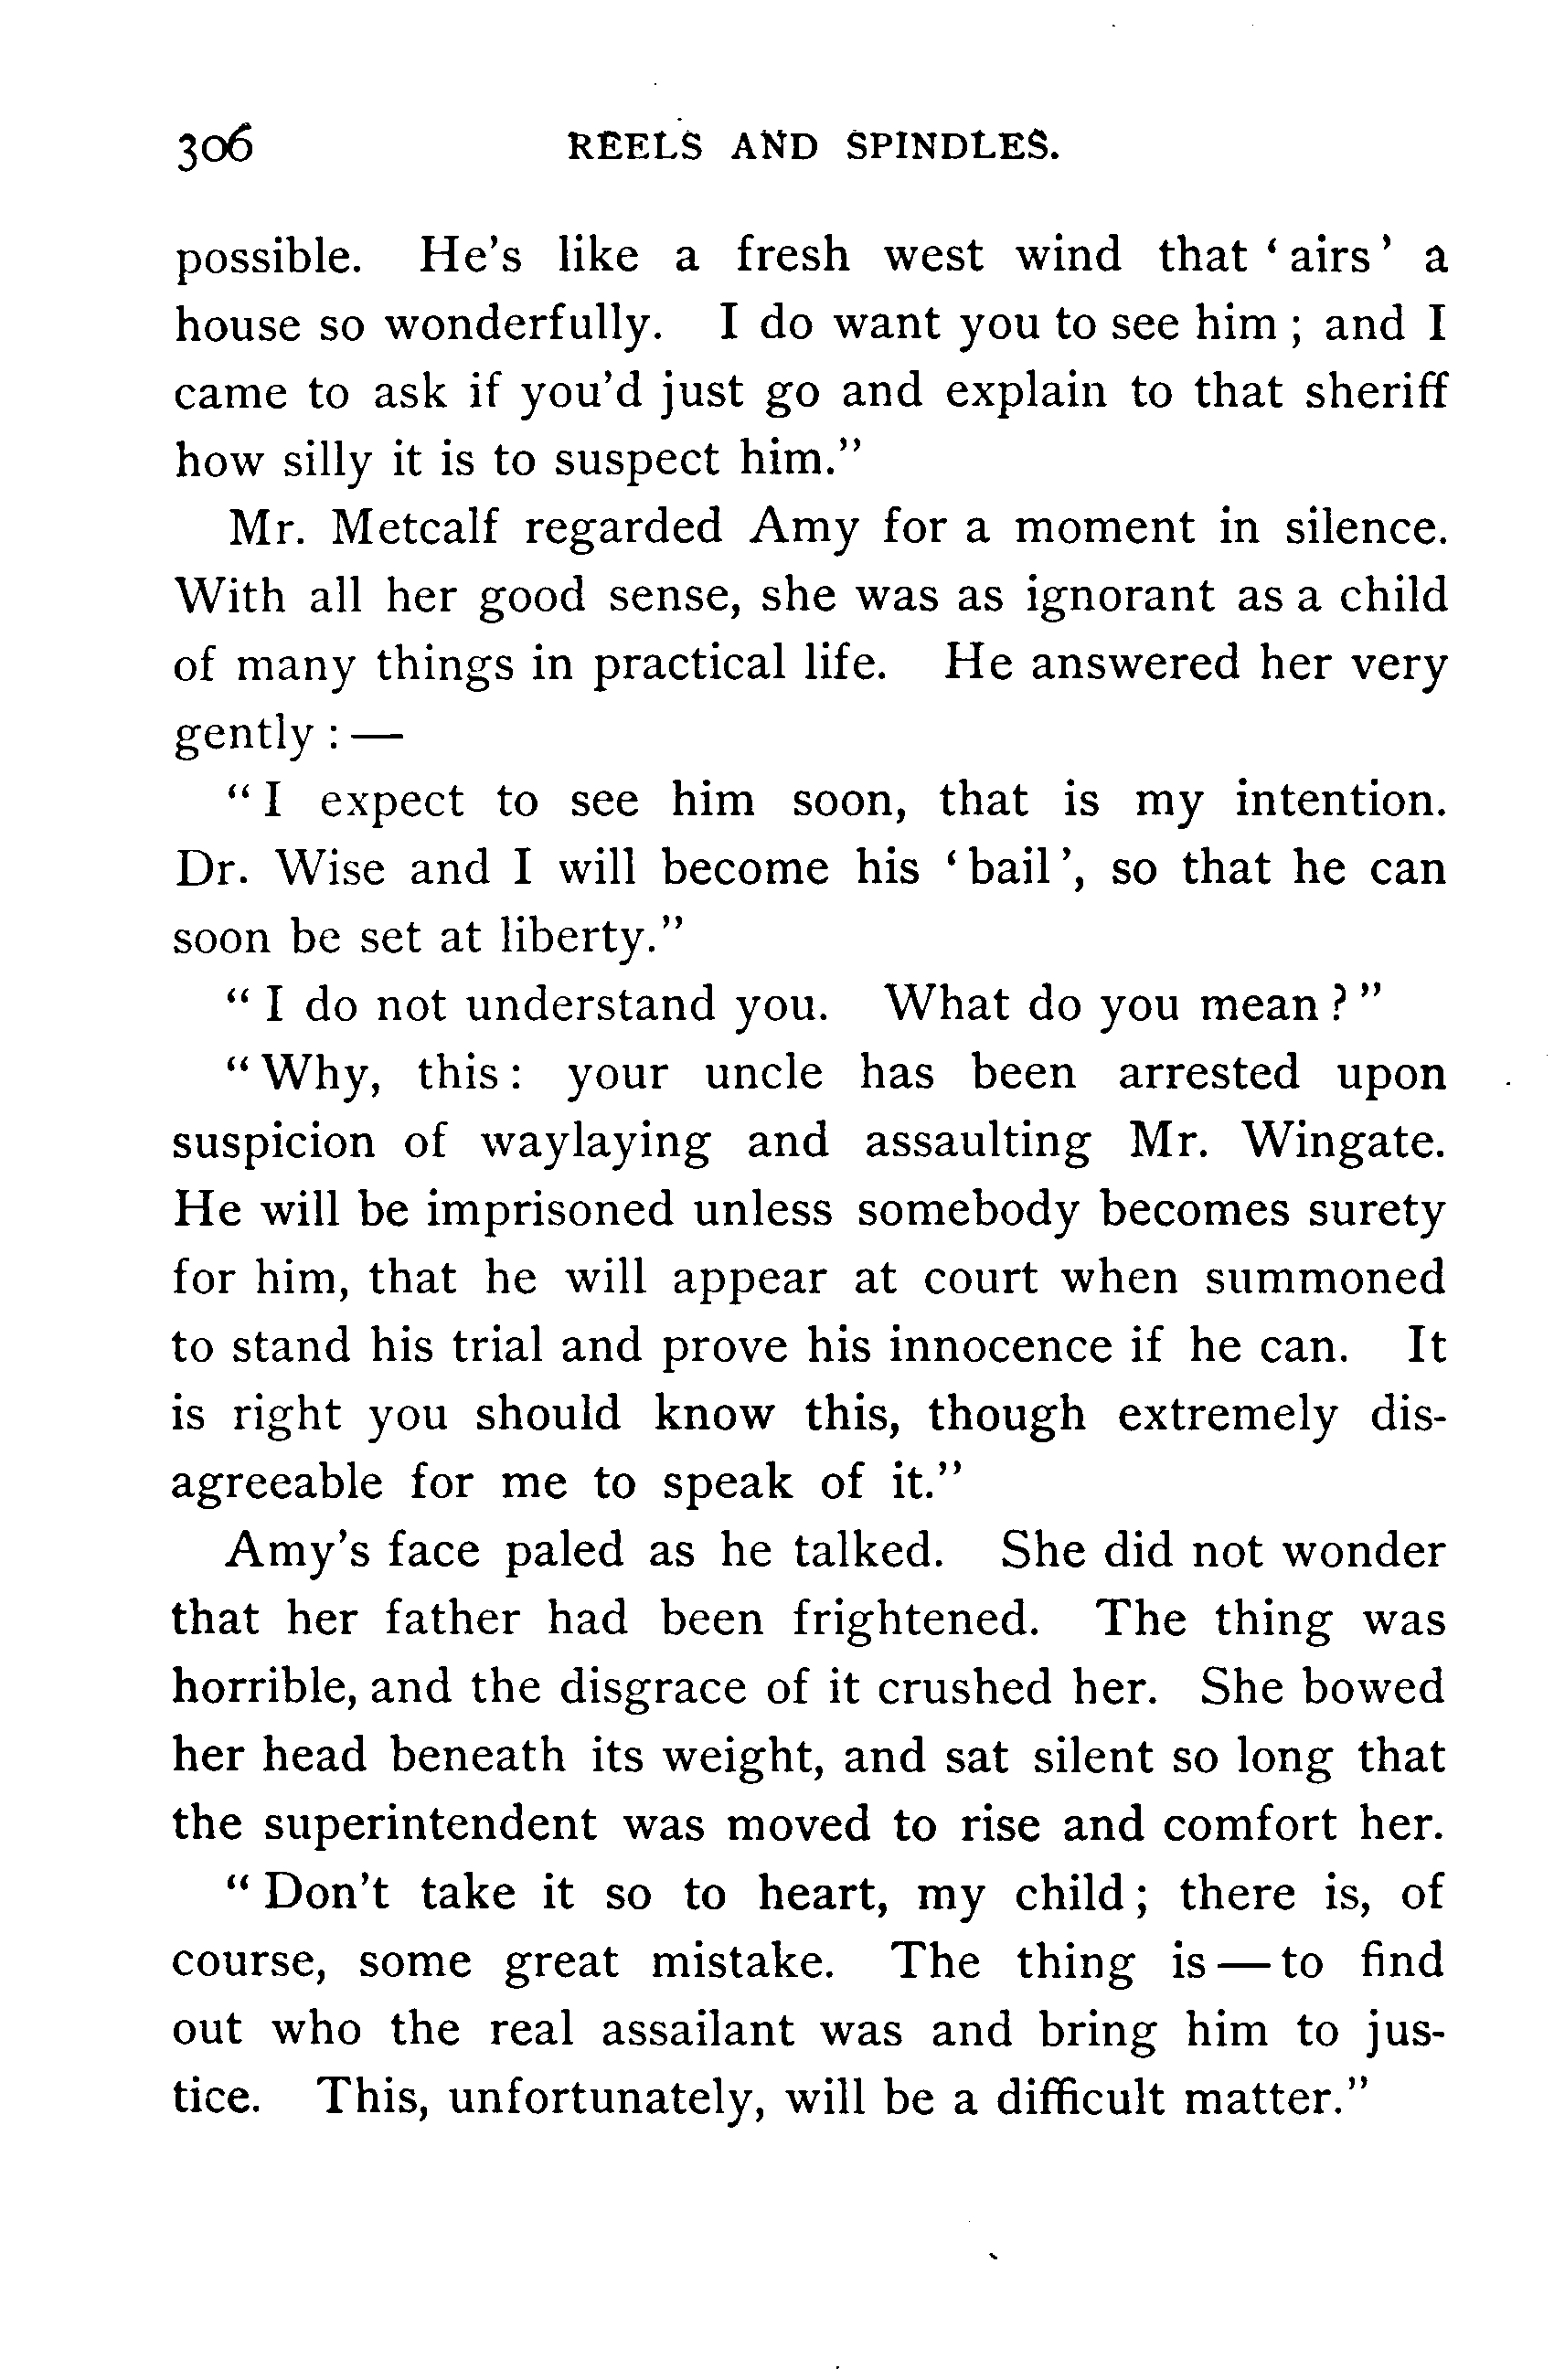 306 REELS AND SPINDLES.
possible. He's like a fresh west wind that ‘airs’ a
house so wonderfully. I do want you to see him; and I
came to ask if you'd just go and explain to that sheriff
how silly it is to suspect him.”
Mr. Metcalf regarded Amy for a moment in silence.
With all her good sense, she was as ignorant as a child
of many things in practical life. He answered her very
gently:—
“I expect to see him soon, that is my intention.
Dr. Wise and I will become his ‘bail’, so that he can
soon be set at liberty.”
“I do not understand you. What do you mean?”
“Why, this: your uncle has been arrested upon
suspicion of waylaying and assaulting Mr. Wingate.
He will be imprisoned unless somebody becomes surety
for him, that he will appear at court when summoned
to stand his trial and prove his innocence if he can. It
is right you should know this, though extremely dis-
agreeable for me to speak of it.”
Amy's face paled as he talked. She did not wonder
that her father had been frightened. The thing was
horrible, and the disgrace of it crushed her. She bowed
her head beneath its weight, and sat silent so long that
the superintendent was moved to rise and comfort her.
“Don't take it so to heart, my child; there is, of
course, some great mistake. The thing is—to find
out who the real assailant was and bring him to jus-
tice. This, unfortunately, will be a difficult matter.”